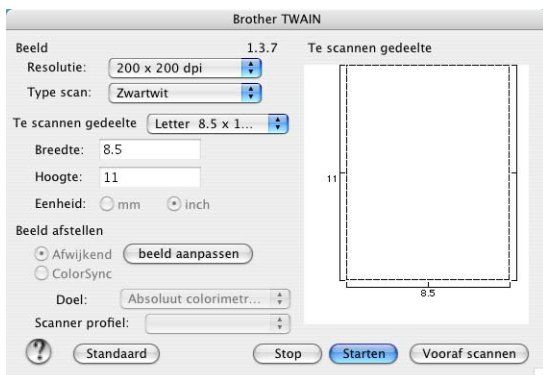 Brother TWAIN
Beeld 1.3.7
Resolutie: 200 x 200 dpi
Type scan: Zwartwit
Te scannen gedeelte Letter 8.5 x 1...
Breedte: 8.5
Hoogte: 11
Eenheid: mm inch
Beeld afstellen
Afwijkend beeld aanpassen
ColorSync
Doel: Absoluut colorimetr...
Scanner profiel:
? Standaard Stop Starten Vooraf scannen
Te scannen gedeelte
11
8.5